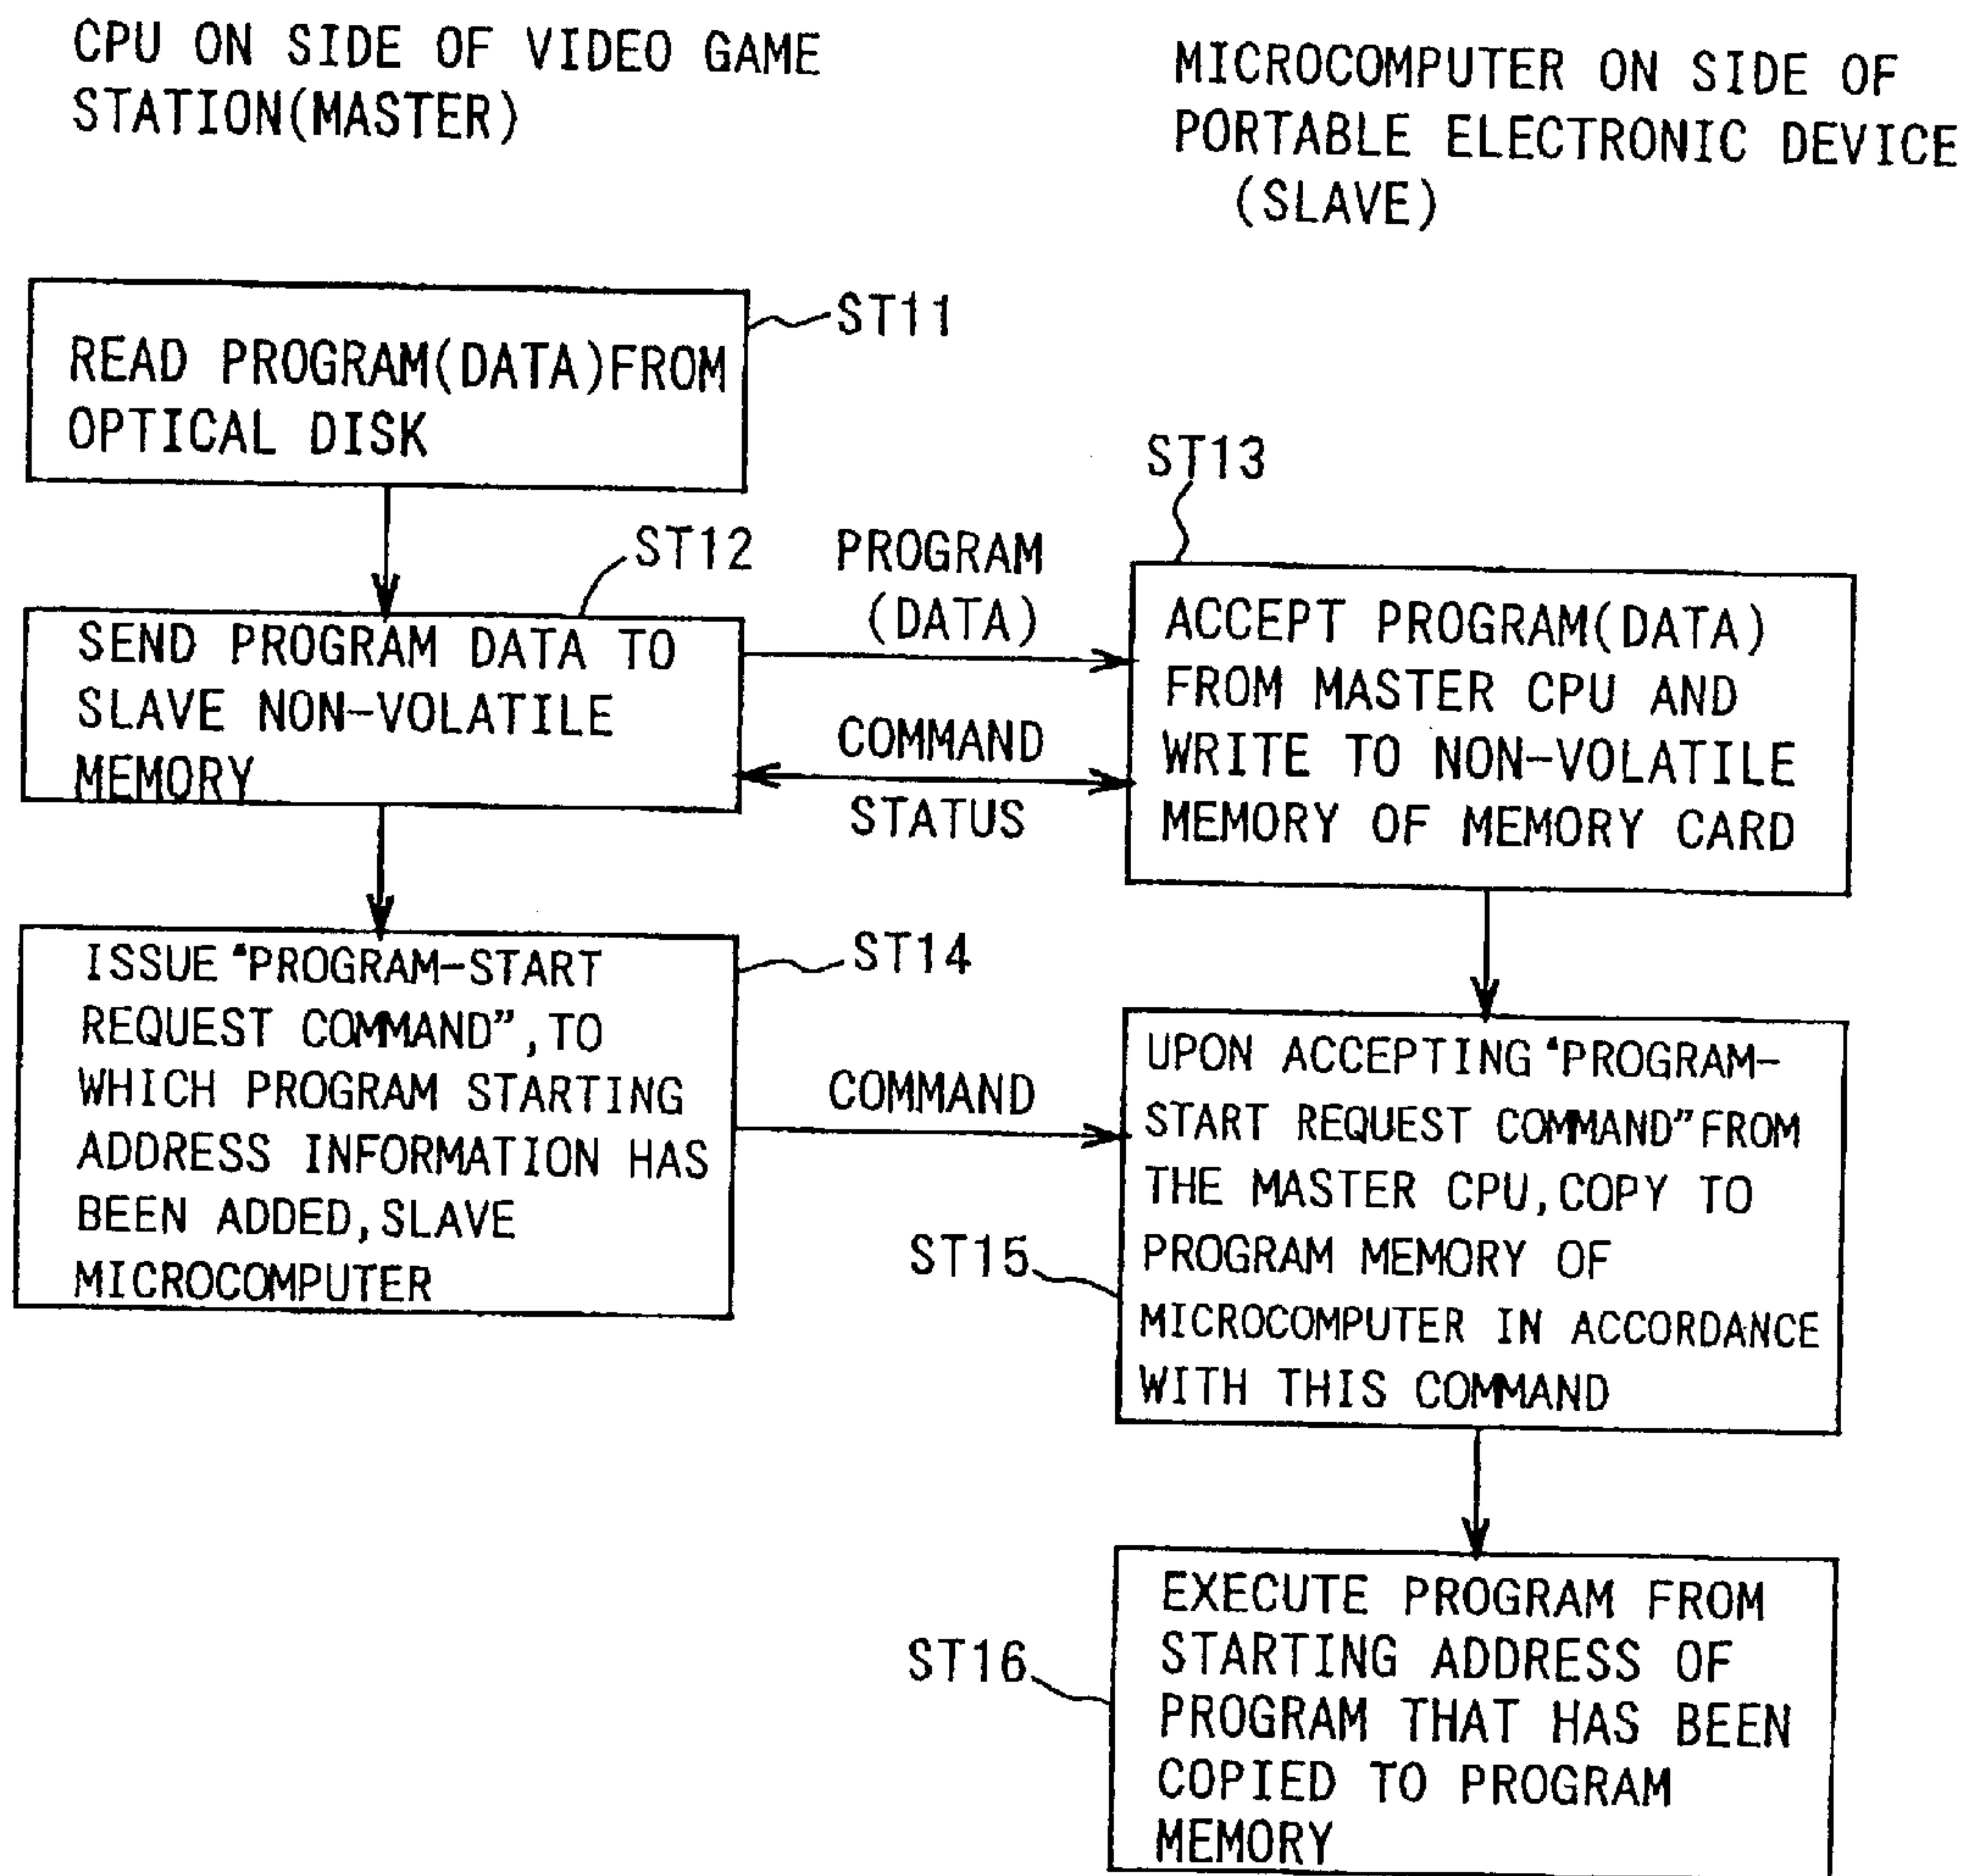 CPU ON SIDE OF VIDEO GAME
STATION(MASTER)
MICROCOMPUTER ON SIDE OF
PORTABLE ELECTRONIC DEVICE
(SLAVE)
ST11
READ PROGRAM(DATA)FROM
OPTICAL DISK
ST12
SEND PROGRAM DATA TO
SLAVE NON-VOLATILE
MEMORY
PROGRAM
(DATA)
COMMAND
STATUS
ST13
ACCEPT PROGRAM(DATA)
FROM MASTER CPU AND
WRITE TO NON-VOLATILE
MEMORY OF MEMORY CARD
ST14
ISSUE “PROGRAM-START
REQUEST COMMAND”,TO
WHICH PROGRAM STARTING
ADDRESS INFORMATION HAS
BEEN ADDED,SLAVE
MICROCOMPUTER
COMMAND
UPON ACCEPTING “PROGRAM-
START REQUEST COMMAND”FROM
THE MASTER CPU,COPY TO
PROGRAM MEMORY OF
MICROCOMPUTER IN ACCORDANCE
WITH THIS COMMAND
ST15
ST16
EXECUTE PROGRAM FROM
STARTING ADDRESS OF
PROGRAM THAT HAS BEEN
COPIED TO PROGRAM
MEMORY